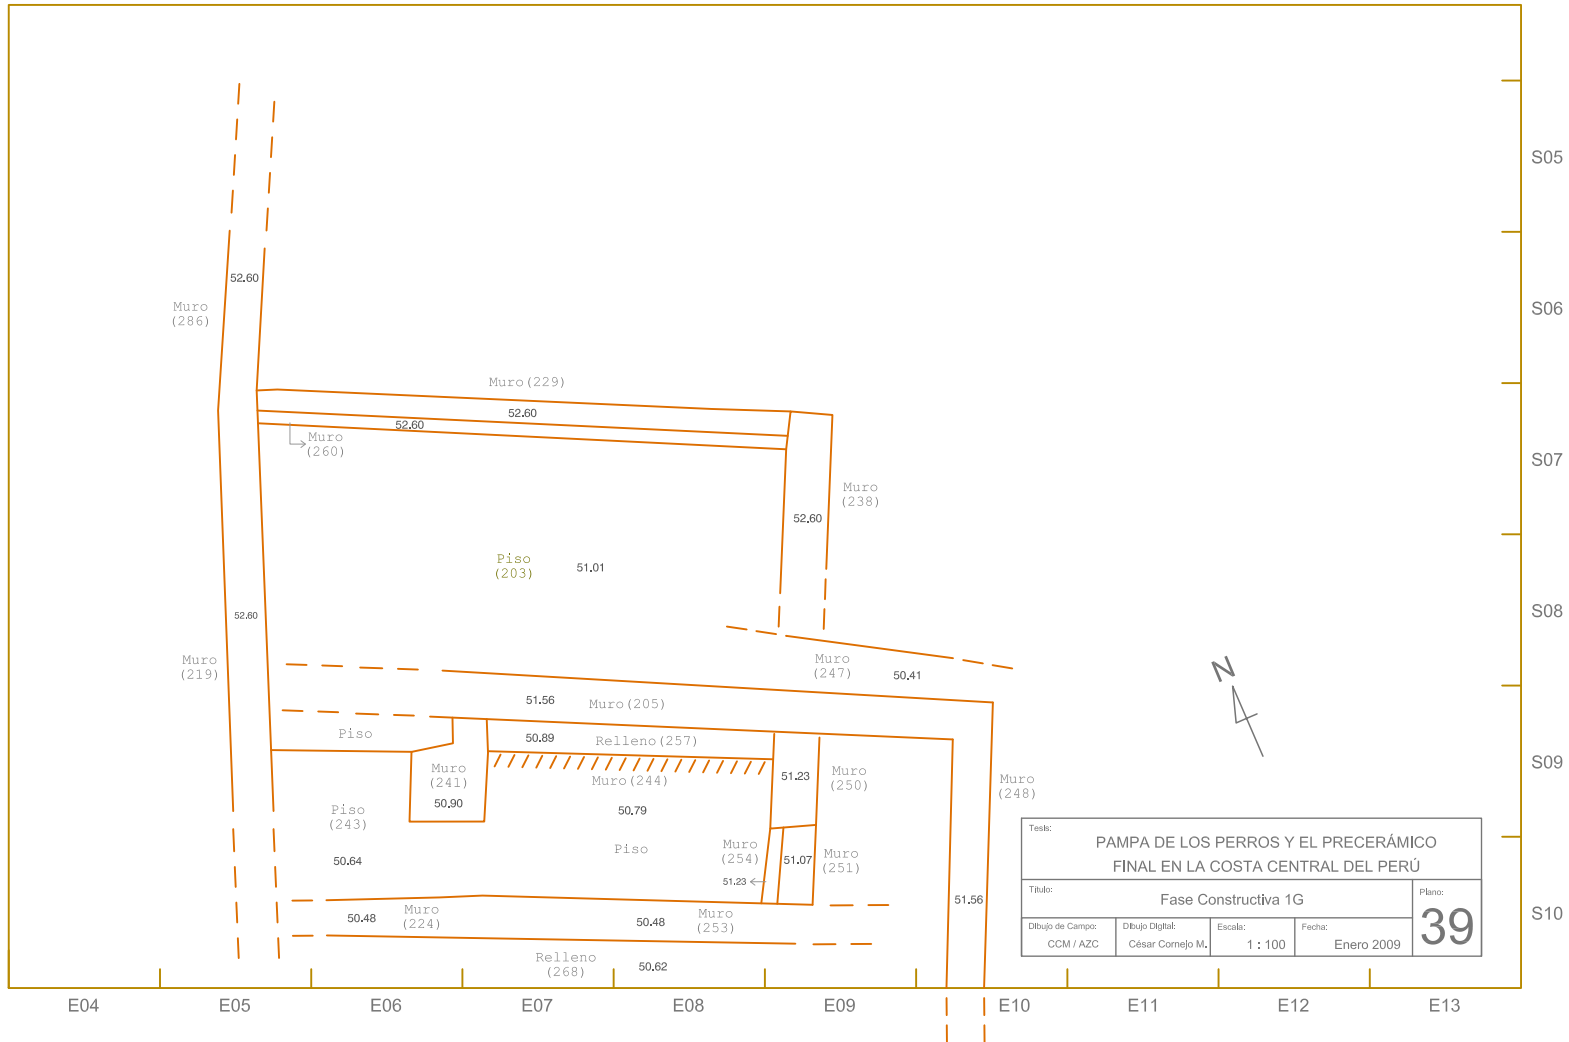 S05
52.60
Muro
(286)
S06
Muro(229)
52.60
52.60
Muro
(260)
S07
Muro
(238)
52.60
Piso
(203)
51.01
52.60
S08
Muro
(219)
Muro
(247)
50.41
N
51.56
Muro(205)
Piso
50.89
Relleno(257)
S09
Muro
(241)
50.90
Muro(244)
51.23
Muro
(250)
Muro
(248)
Piso
(243)
50.79
50.64
Piso
Muro
(254)
51.23
51.07
Muro
(251)
51.56
S10
50.48
Muro
(224)
50.48
Muro
(253)
Relleno
(268)
50.62
Tesis:
PAMPA DE LOS PERROS Y EL PRECERÁMICO
FINAL EN LA COSTA CENTRAL DEL PERÚ
Título:
Fase Constructiva 1G
Plano:
39
Dibujo de Campo:
CCM / AZC
Dibujo Digital:
César Cornejo M.
Escala:
1 : 100
Fecha:
Enero 2009
E04 E05 E06 E07 E08 E09 E10 E11 E12 E13